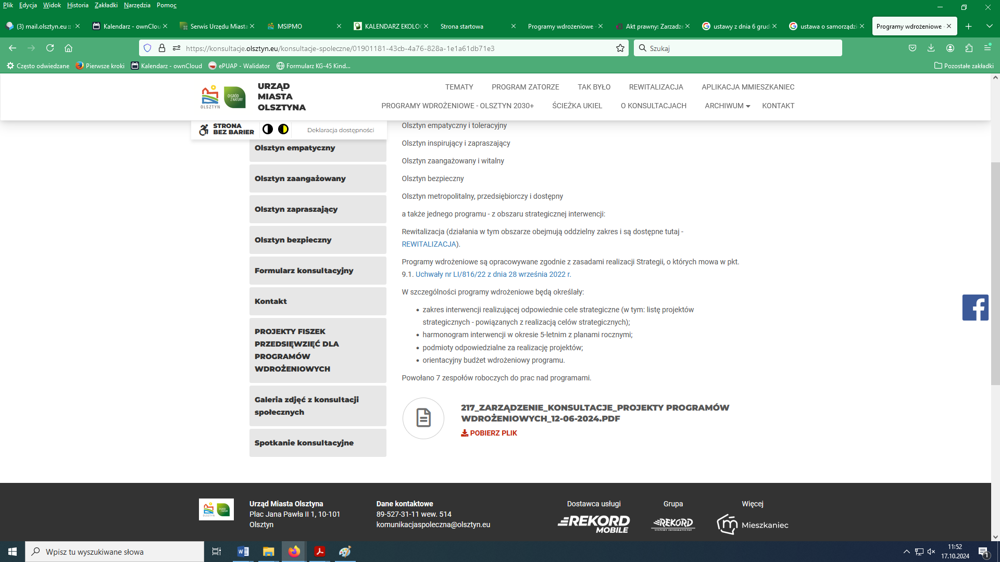 Plik Edycja Widok Historia Zakładki Narzędzia Pomoc
(3) mail.olsztyn.eu :: Kalendarz - ownClou Serwis Urzędu Miasta MSIPMO KALENDARZ EKOLOG Strona startowa Programy wdrożeniowe - Akt prawny: Zarzadze ustawy z dnia 6 grud ustawa o samorządzi Programy wdrożeniowe -
https://konsultacje.olsztyn.eu/konsultacje-spoleczne/01901181-43cb-4a76-828a-1e1a61db71e3 Szukaj
Często odwiedzane Pierwsze kroki Kalendarz - ownCloud ePUAP - Walidator Formularz KG-45 Kind... Pozostałe zakładki
OLSZTYN
OGRÓD
Z NATURY
URZĄD
MIASTA
OLSZTYNA
TEMATY PROGRAM ZATORZE TAK BYŁO REWITALIZACJA APLIKACJA MMIESZKANIEC
PROGRAMY WDROŻENIOWE - OLSZTYN 2030+ ŚCIEŻKA UKIEL O KONSULTACJACH ARCHIWUM KONTAKT
STRONA
BEZ BARIER
Deklaracja dostępności
Olsztyn empatyczny
Olsztyn zaangażowany
Olsztyn zapraszający
Olsztyn bezpieczny
Formularz konsultacyjny
Kontakt
PROJEKTY FISZEK
PRZEDSIĘWZIĘĆ DLA
PROGRAMÓW
WDROŻENIOWYCH
Galeria zdjęć z konsultacji
społecznych
Spotkanie konsultacyjne
Olsztyn empatyczny i toleracyjny
Olsztyn inspirujący i zapraszający
Olsztyn zaangażowany i witalny
Olsztyn bezpieczny
Olsztyn metropolitalny, przedsiębiorczy i dostępny
a także jednego programu - z obszaru strategicznej interwencji:
Rewitalizacja (działania w tym obszarze obejmują oddzielny zakres i są dostępne tutaj -
REWITALIZACJA).
Programy wdrożeniowe są opracowywane zgodnie z zasadami realizacji Strategii, o których mowa w pkt.
9.1. Uchwały nr LI/816/22 z dnia 28 września 2022 r.
W szczególności programy wdrożeniowe będą określały:
• zakres interwencji realizującej odpowiednie cele strategiczne (w tym: listę projektów
strategicznych - powiązanych z realizacją celów strategicznych);
• harmonogram interwencji w okresie 5-letnim z planami rocznymi;
• podmioty odpowiedzialne za realizację projektów;
• orientacyjny budżet wdrożeniowy programu.
Powołano 7 zespołów roboczych do prac nad programami.
217_ZARZĄDZENIE_KONSULTACJE_PROJEKTY PROGRAMÓW
WDROŻENIOWYCH_12-06-2024.PDF
POBIERZ PLIK
Urząd Miasta Olsztyna
Plac Jana Pawła II 1, 10-101
Olsztyn
Dane kontaktowe
89-527-31-11 wew. 514
komunikacjaspoleczna@olsztyn.eu
Dostawca usługi
REKORD
MOBILE
Grupa
REKORD
SYSTEMY INFORMATYCZNE
Więcej
Mieszkaniec
Wpisz tu wyszukiwane słowa
11:52
17.10.2024
1